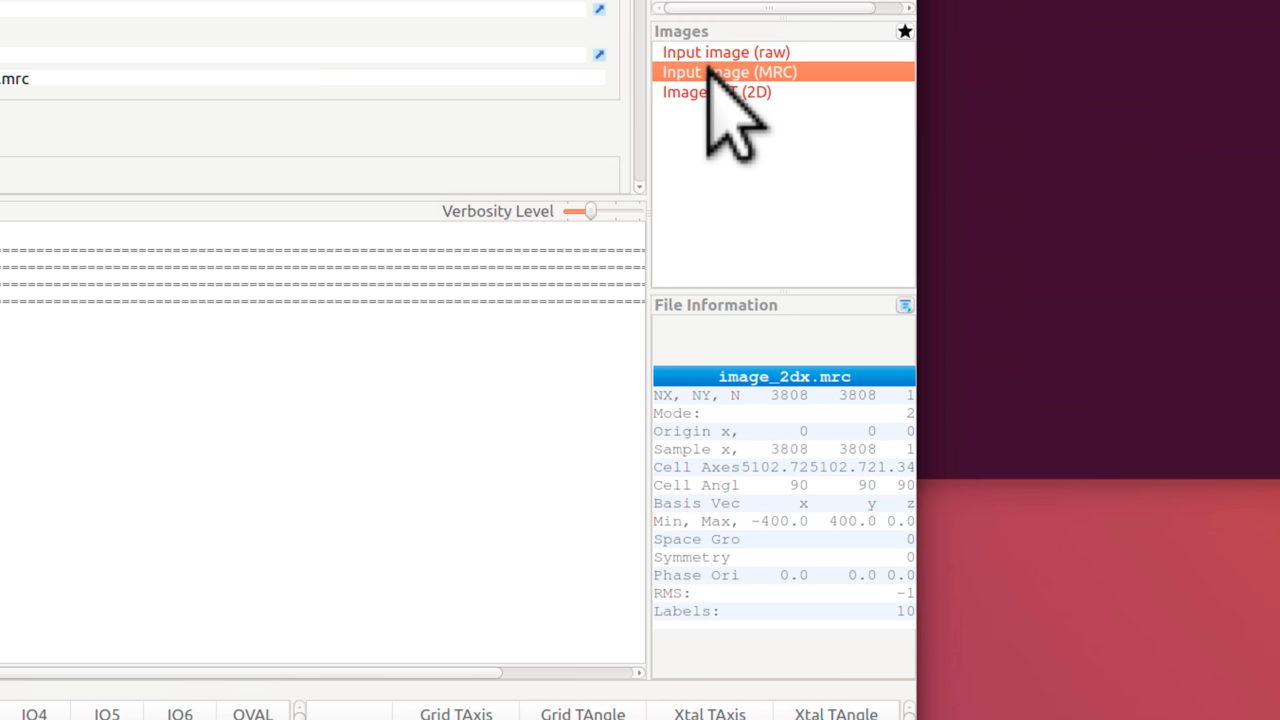 .mrc
Verbosity Level
================================================================================
================================================================================
================================================================================
================================================================================
Images
Input image (raw)
Input image (MRC)
Image (2D)
File Information
image_2dx.mrc
NX, NY, N 3808 3808 1
Mode: 2
Origin x, 0 0 0
Sample x, 3808 3808 1
Cell Axes5102.725102.721.34
Cell Angl 90 90 90
Basis Vec x y z
Min, Max, -400.0 400.0 0.0
Space Gro 0
Symmetry 0
Phase Ori 0.0 0.0 0.0
RMS: -1
Labels: 10
IQ4 IQ5 IQ6 QVAL Grid TAxis Grid TAngle Xtal TAxis Xtal TAngle